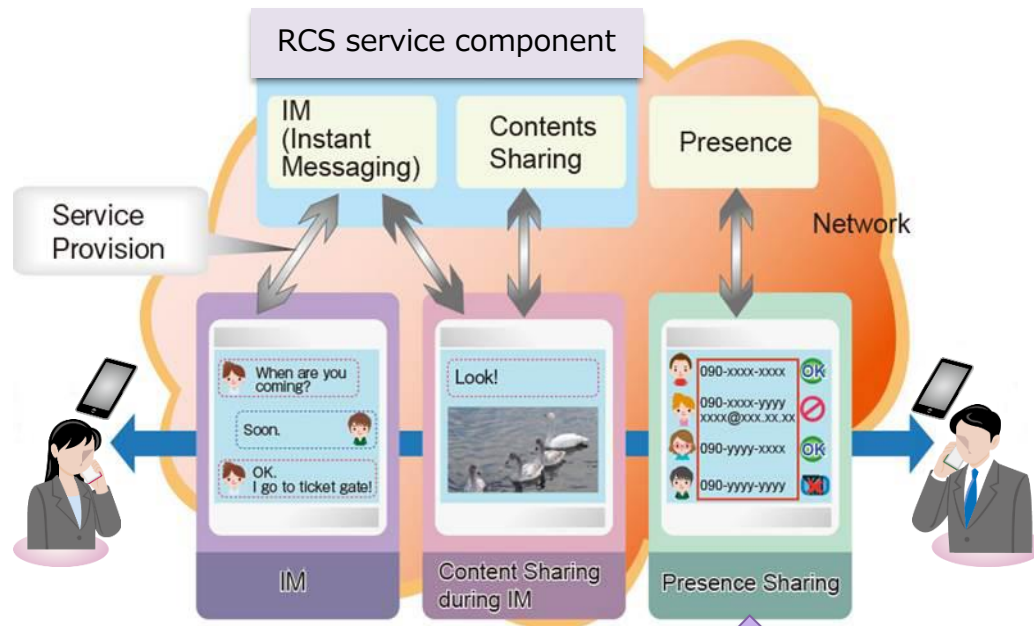 RCS service component
IM
(Instant
Messaging)
Contents
Sharing
Presence
Service
Provision
Network
When are you
coming?
Soon.
OK.
I go to ticket gate!
Look!
090-xxxx-xxxx
OK
090-xxxx-yyyy
xxxx@xxx.xx.xx
090-yyyy-xxxx
OK
090-yyyy-yyyy
IM
Content Sharing
during IM
Presence Sharing